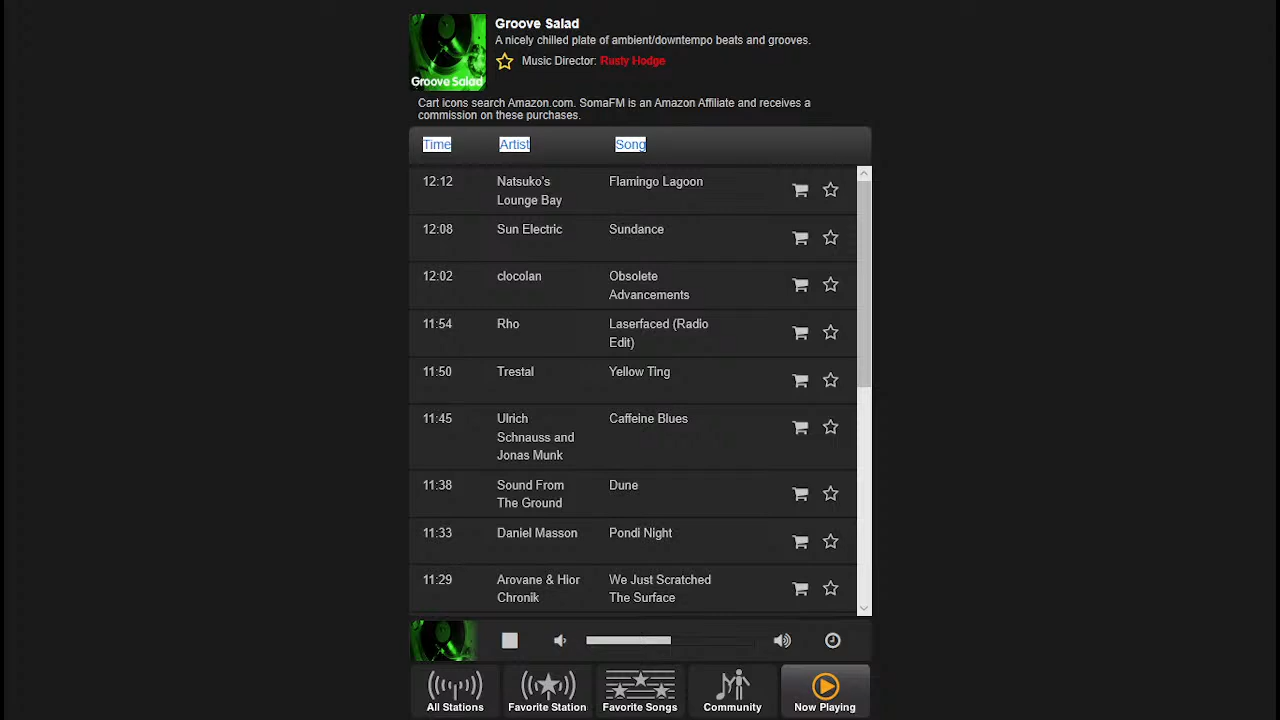 Groove Salad
A nicely chilled plate of ambient/downtempo beats and grooves.
Music Director: Rusty Hodge
Groove Salad
Cart icons search Amazon.com. SomaFM is an Amazon Affiliate and receives a
commission on these purchases.
Time Artist Song
12:12 Natsuko's Flamingo Lagoon
Lounge Bay
12:08 Sun Electric Sundance
12:02 clocolan Obsolete
Advancements
11:54 Rho Laserfaced (Radio
Edit)
11:50 Trestal Yellow Ting
11:45 Ulrich Caffeine Blues
Schnauss and
Jonas Munk
11:38 Sound From Dune
The Ground
11:33 Daniel Masson Pondi Night
11:29 Arovane & Hior We Just Scratched
Chronik The Surface
All Stations Favorite Station Favorite Songs Community Now Playing